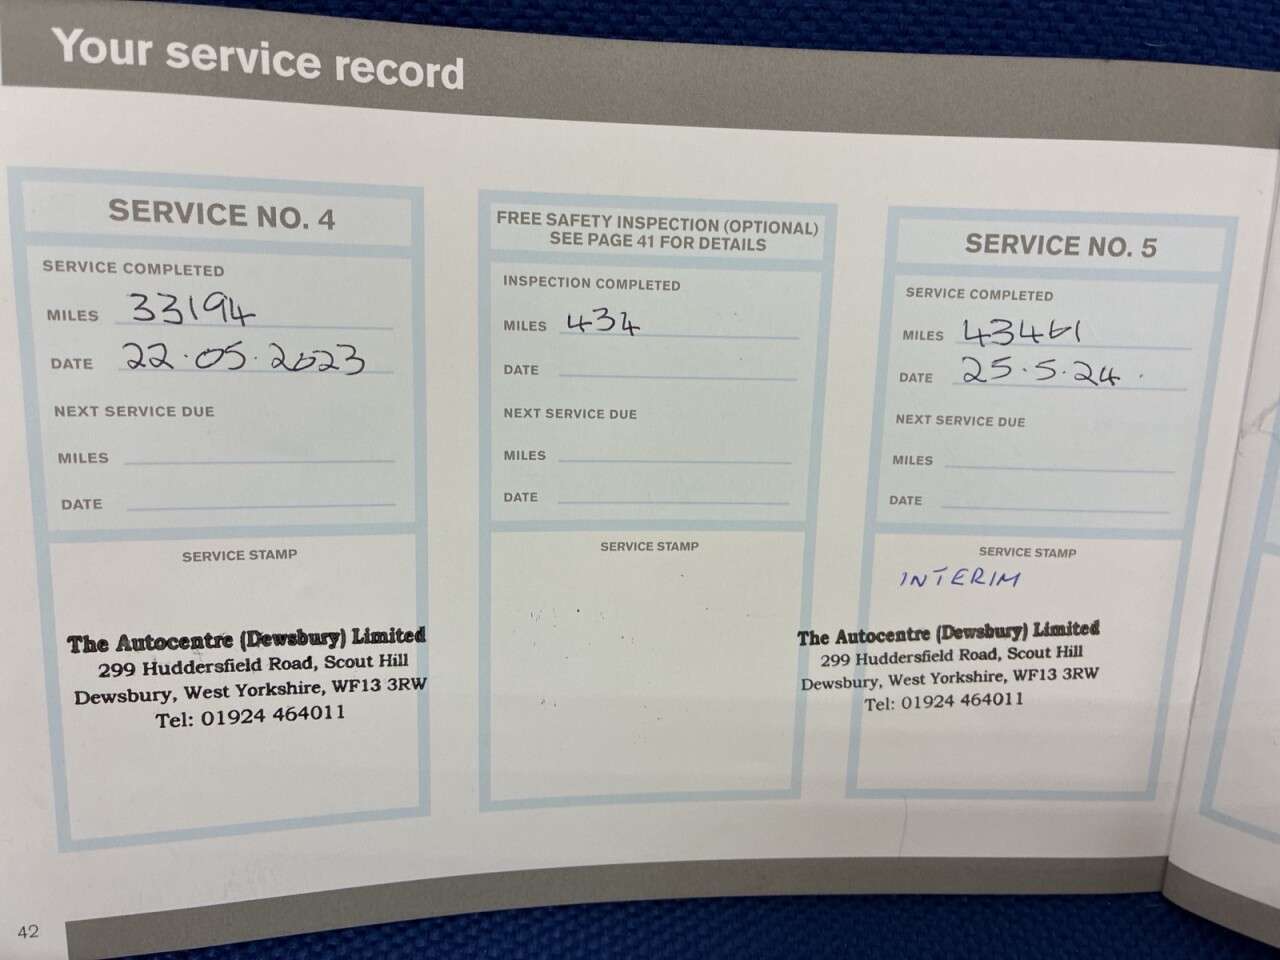 Your service record
SERVICE NO. 4
SERVICE COMPLETED
MILES 33194
DATE 22.05.2023
NEXT SERVICE DUE
MILES
DATE
SERVICE STAMP
The Autocentre (Dewsbury) Limited
299 Huddersfield Road, Scout Hill
Dewsbury, West Yorkshire, WF13 3RW
Tel: 01924 464011
FREE SAFETY INSPECTION (OPTIONAL)
SEE PAGE 41 FOR DETAILS
INSPECTION COMPLETED
MILES 434
DATE
NEXT SERVICE DUE
MILES
DATE
SERVICE STAMP
SERVICE NO. 5
SERVICE COMPLETED
MILES 43461
DATE 25.5.24.
NEXT SERVICE DUE
MILES
DATE
SERVICE STAMP
INTERIM
The Autocentre (Dewsbury) Limited
299 Huddersfield Road, Scout Hill
Dewsbury, West Yorkshire, WF13 3RW
Tel: 01924 464011
42